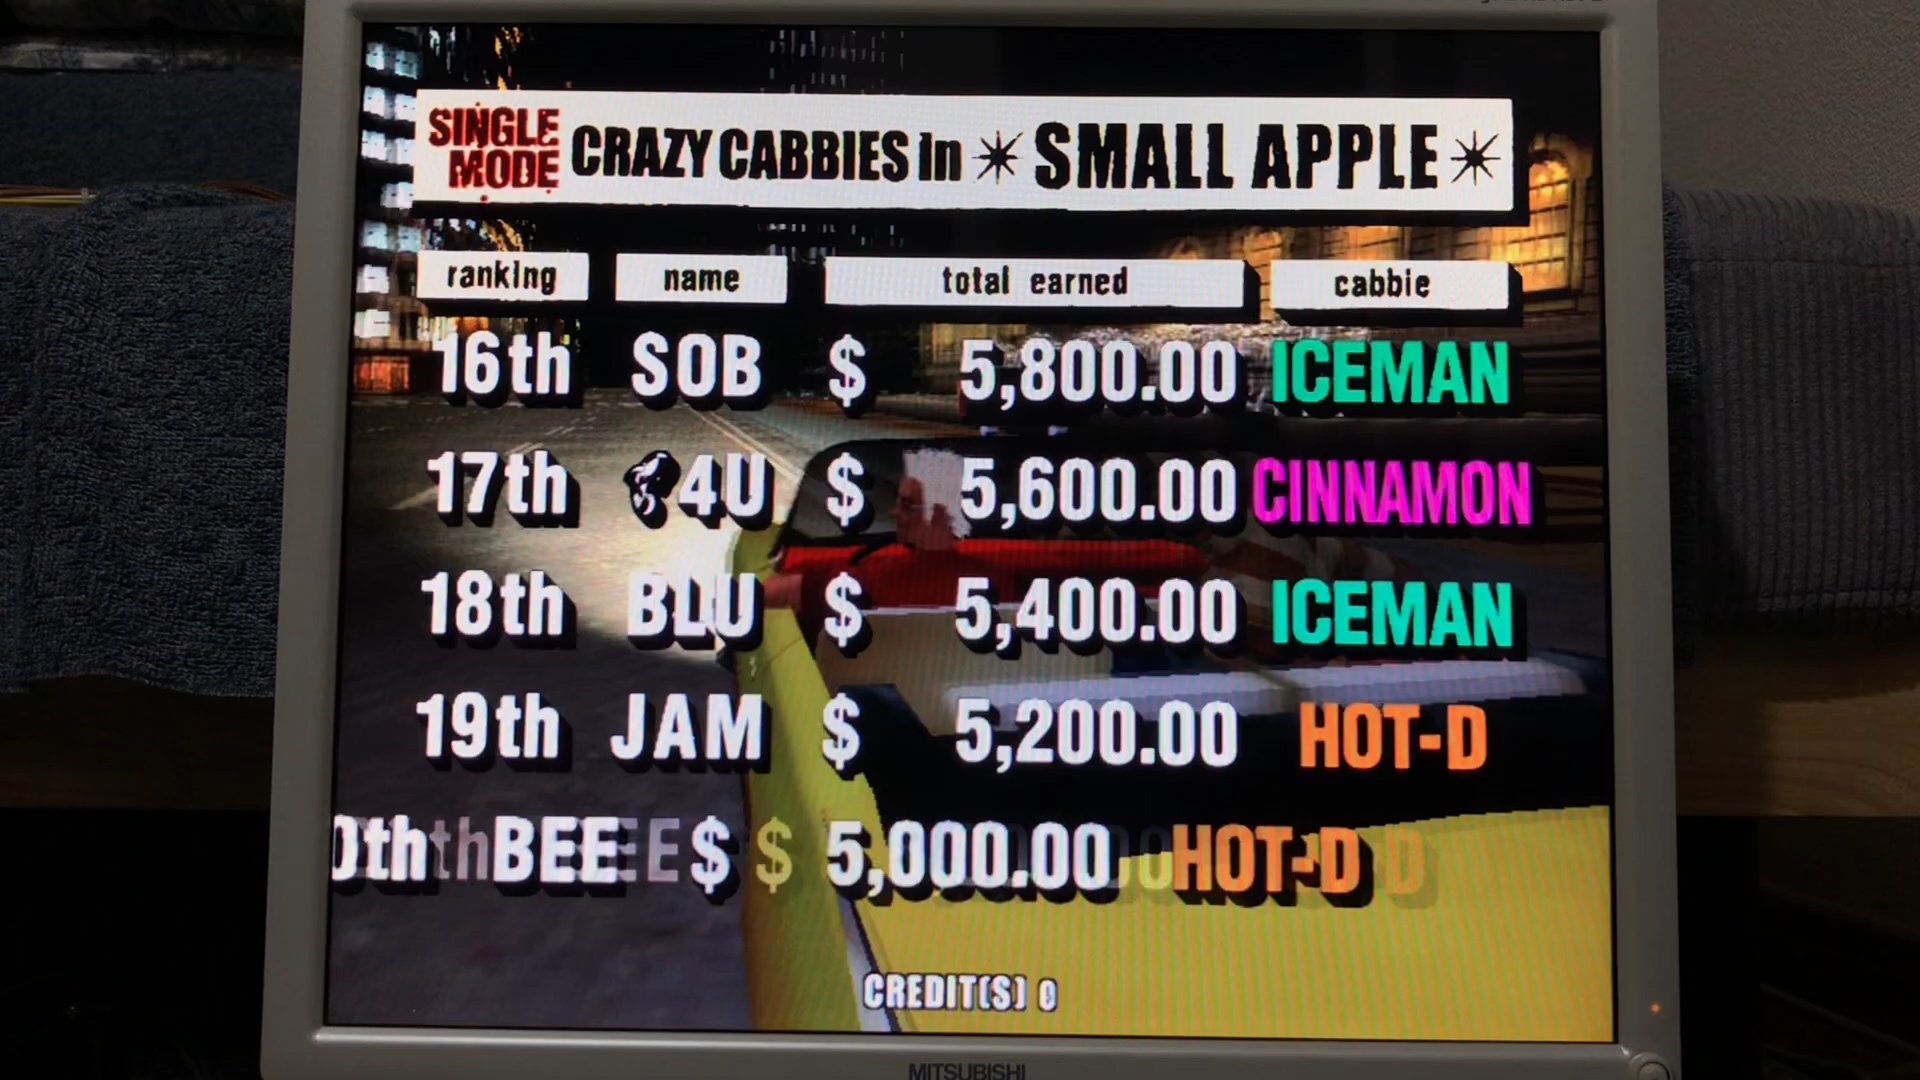 SINGLE MODE CRAZY CABBIES In SMALL APPLE
ranking name total earned cabbie
16th SOB $ 5,800.00 ICEMAN
17th 4U $ 5,600.00 CINNAMON
18th BLU $ 5,400.00 ICEMAN
19th JAM $ 5,200.00 HOT-D
0th BEE $ 5,000.00 HOT-D
CREDIT(S) 0
MITSUBISHI